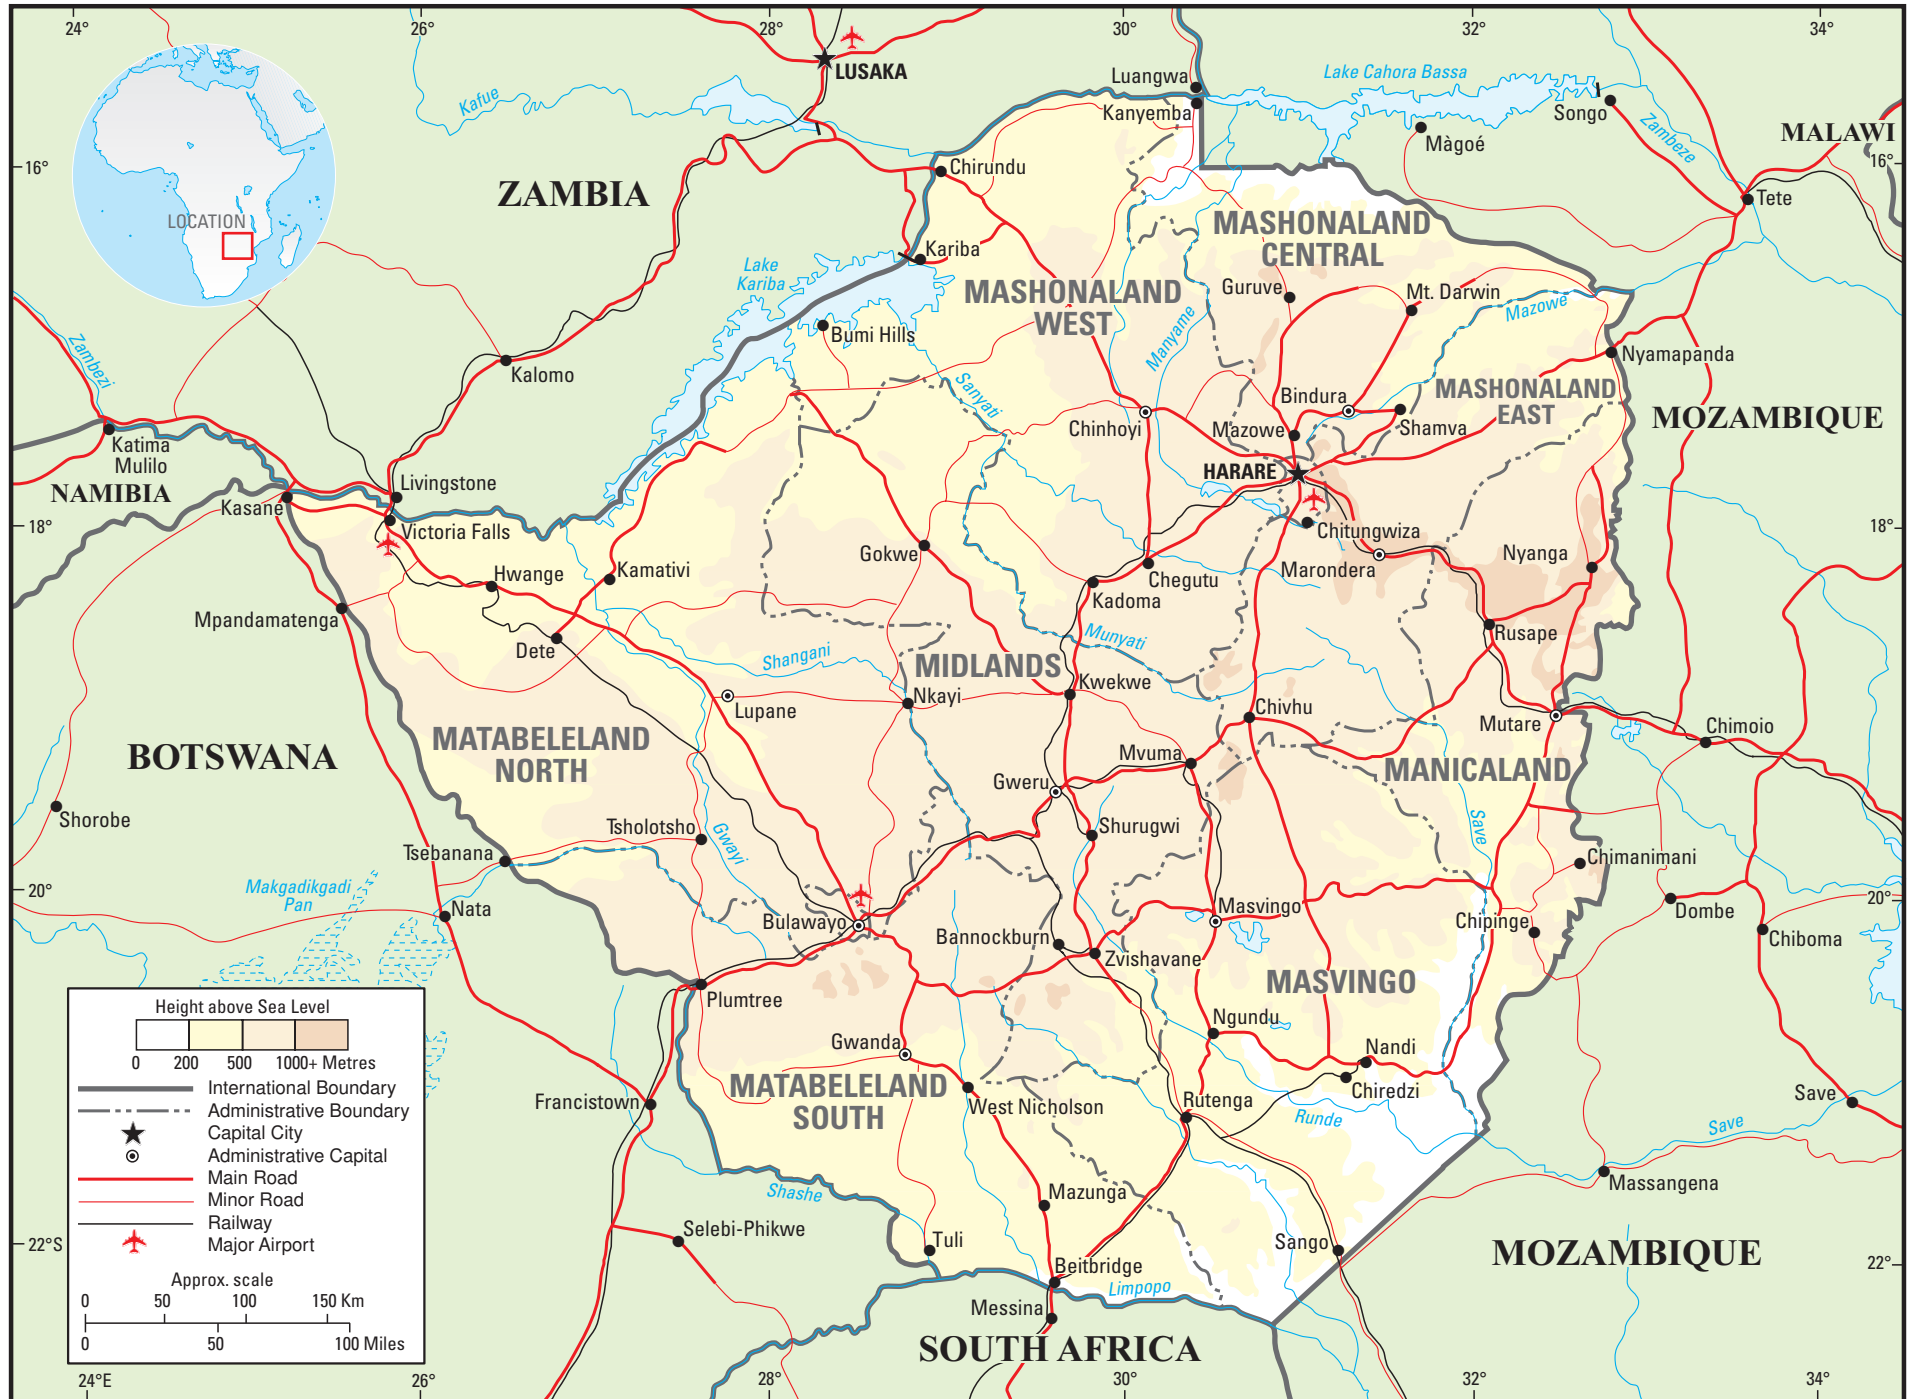 24°
26°
28°
30°
32°
34°
LUSAKA
Luangwa
Kanyemba
Lake Cahora Bassa
Songo
Zambeze
MALAWI
Màgoé
Kafue
16°
16°
Chirundu
ZAMBIA
Tete
LOCATION
MASHONALAND
CENTRAL
Kariba
Lake
Kariba
MASHONALAND
WEST
Guruve
Mt. Darwin
Mazowe
Manyame
Bumi Hills
Zambezi
Kalomo
Nyamapanda
Sanyati
MASHONALAND
EAST
Bindura
MOZAMBIQUE
Chinhoyi
Mazowe
Shamva
Katima
Mulilo
HARARE
NAMIBIA
Livingstone
Kasane
18°
Victoria Falls
Chitungwiza
18°
Gokwe
Nyanga
Hwange
Kamativi
Chegutu
Marondera
Kadoma
Mpandamatenga
Munyati
Rusape
Dete
Shangani
MIDLANDS
Kwekwe
Nkayi
Lupane
Chivhu
Mutare
Chimoio
MATABELELAND
NORTH
BOTSWANA
Mvuma
MANICALAND
Gweru
Shorobe
Tsholotsho
Gwayi
Shurugwi
Save
Tsebanana
Chimanimani
Makgadikgadi
Pan
20°
20°
Nata
Bulawayo
Masvingo
Chipinge
Dombe
Bannockburn
Chiboma
Zvishavane
MASVINGO
Plumtree
Height above Sea Level
0 200 500 1000+ Metres
International Boundary
Administrative Boundary
Capital City
Administrative Capital
Main Road
Minor Road
Railway
Major Airport
Approx. scale
0 50 100 150 Km
0 50 100 Miles
Ngundu
Gwanda
Nandi
Chiredzi
MATABELELAND
SOUTH
Francistown
West Nicholson
Rutenga
Runde
Save
Save
Shashe
Mazunga
Massangena
Selebi-Phikwe
Tuli
Sango
22°S
MOZAMBIQUE
22°
Beitbridge
Limpopo
Messina
SOUTH AFRICA
24°E
26°
28°
30°
32°
34°